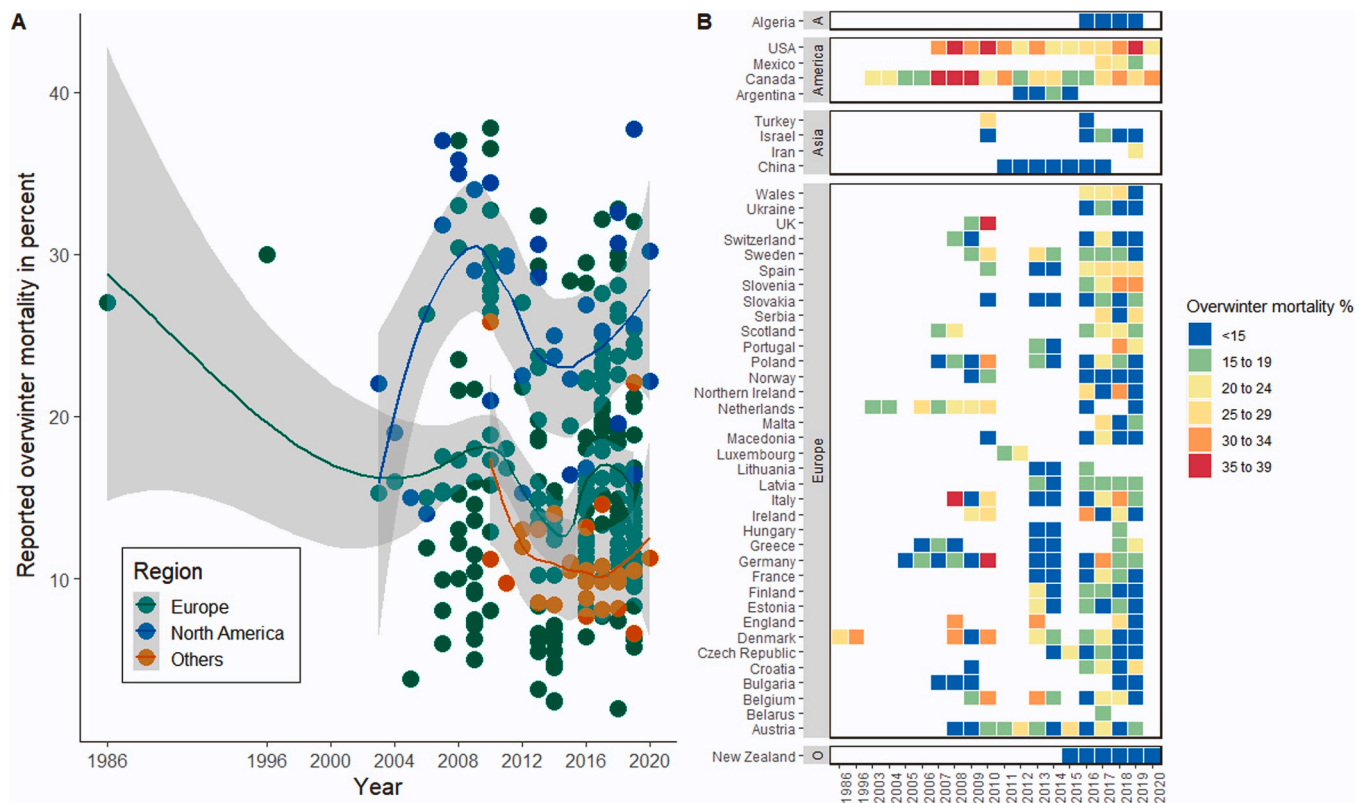 A
Reported overwinter mortality in percent
40
30
20
10
1986
1996
2000
2004
2008
2012
2016
2020
Year
Region
Europe
North America
Others
B
Algeria
A
USA
Mexico
Canada
Argentina
America
Turkey
Israel
Iran
China
Asia
Wales
Ukraine
UK
Switzerland
Sweden
Spain
Slovenia
Slovakia
Serbia
Scotland
Portugal
Poland
Norway
Northern Ireland
Netherlands
Malta
Macedonia
Luxembourg
Lithuania
Latvia
Italy
Ireland
Hungary
Greece
Germany
France
Finland
Estonia
England
Denmark
Czech Republic
Croatia
Bulgaria
Belgium
Belarus
Austria
Europe
New Zealand
O
1986
1996
2003
2004
2005
2006
2007
2008
2009
2010
2011
2012
2013
2014
2015
2016
2017
2018
2019
2020
Overwinter mortality %
<15
15 to 19
20 to 24
25 to 29
30 to 34
35 to 39